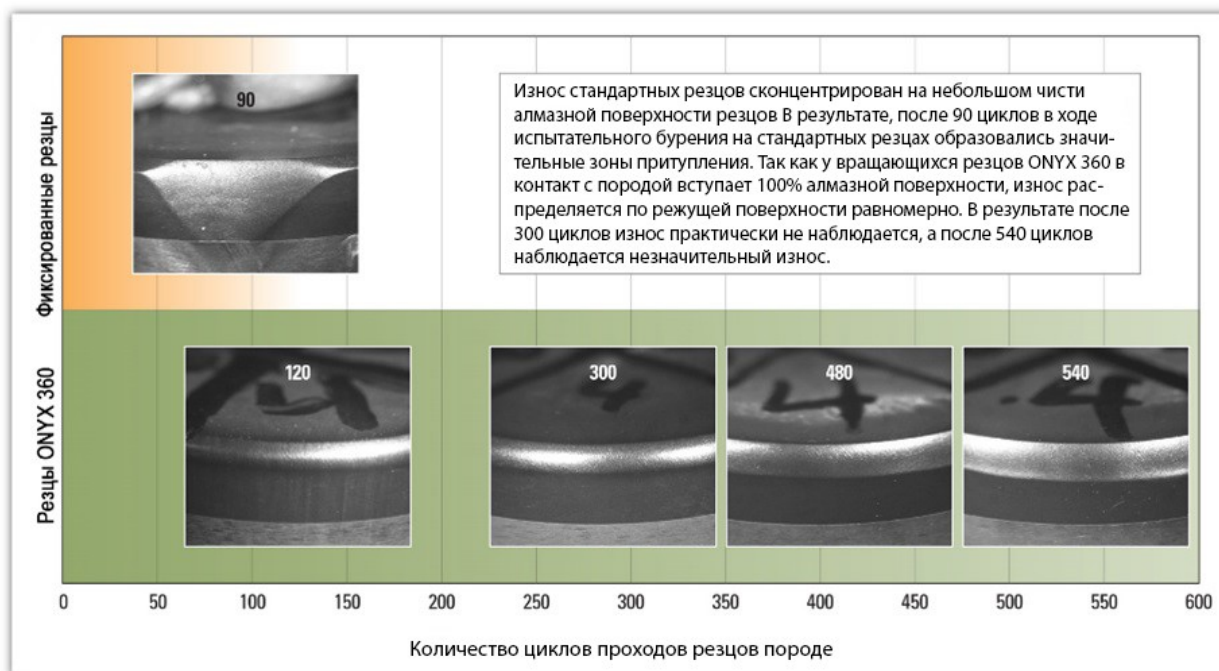 90
Износ стандартных резцов сконцентрирован на небольшом чисти
алмазной поверхности резцов В результате, после 90 циклов в ходе
испытательного бурения на стандартных резцах образовались значи-
тельные зоны притупления. Так как у вращающихся резцов ONYX 360 в
контакт с породой вступает 100% алмазной поверхности, износ рас-
пределяется по режущей поверхности равномерно. В результате после
300 циклов износ практически не наблюдается, а после 540 циклов
наблюдается незначительный износ.
Фиксированные резцы
Резцы ONYX 360
120
300
4
480
4
540
4
0 50 100 150 200 250 300 350 400 450 500 550 600
Количество циклов проходов резцов породе